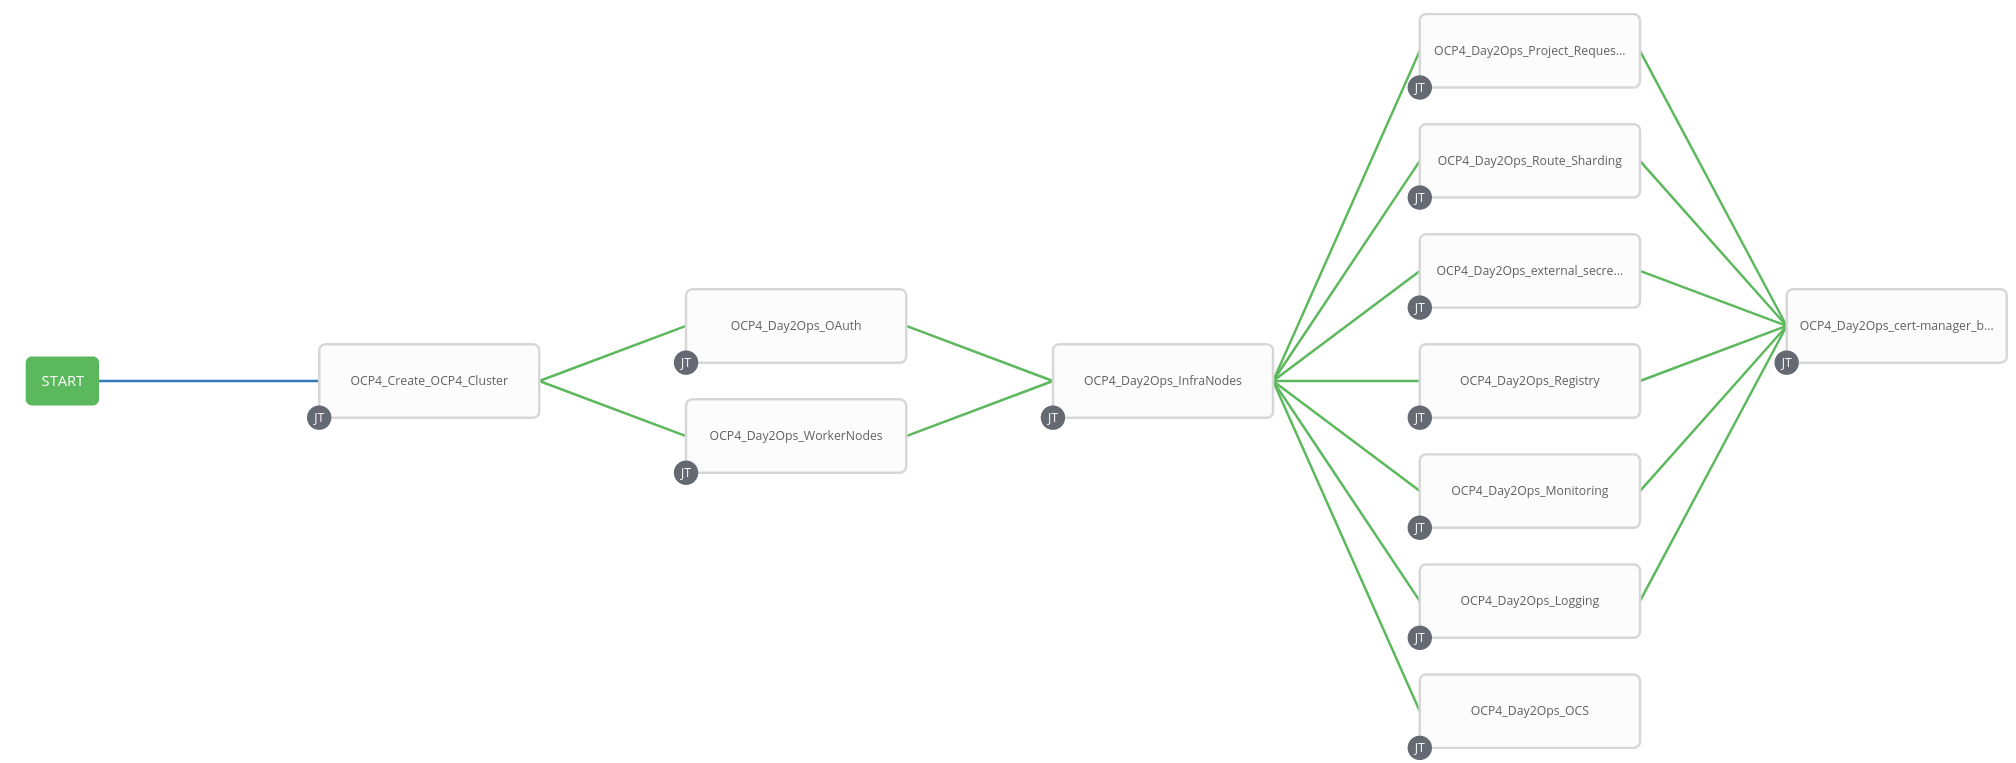 START
OCP4_Create_OCP4_Cluster
JT
OCP4_Day2Ops_OAuth
JT
OCP4_Day2Ops_WorkerNodes
JT
OCP4_Day2Ops_InfraNodes
JT
OCP4_Day2Ops_Project_Reques...
JT
OCP4_Day2Ops_Route_Sharding
JT
OCP4_Day2Ops_external_secre...
JT
OCP4_Day2Ops_Registry
JT
OCP4_Day2Ops_Monitoring
JT
OCP4_Day2Ops_Logging
JT
OCP4_Day2Ops_OCS
JT
OCP4_Day2Ops_cert-manager_b...
JT